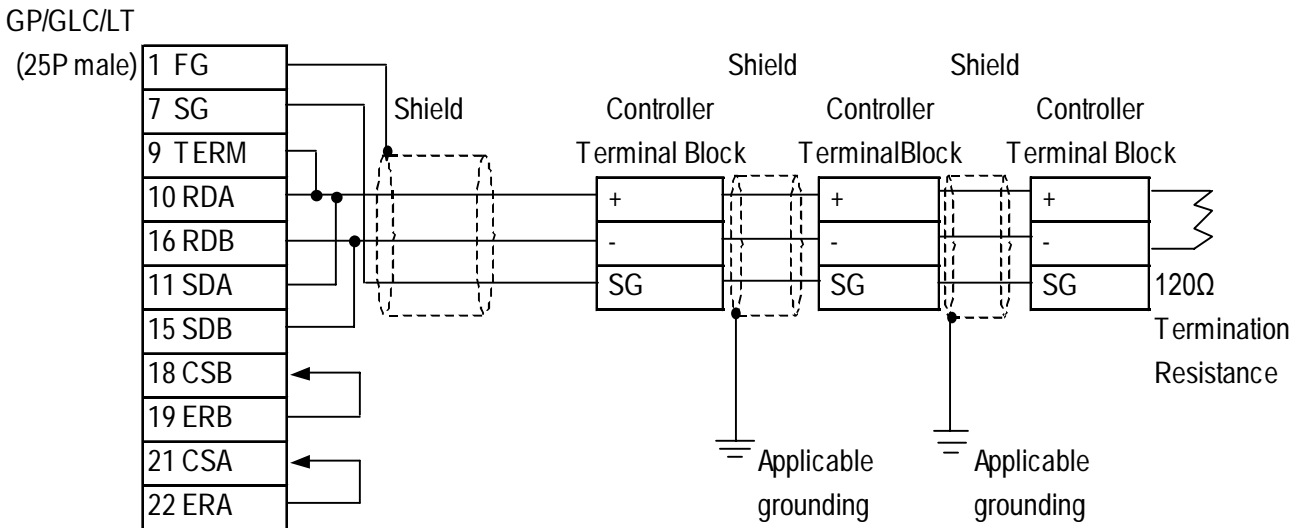 GP/GLC/LT
(25P male)
1 FG
7 SG
9 TERM
10 RDA
16 RDB
11 SDA
15 SDB
18 CSB
19 ERB
21 CSA
22 ERA
Shield
Shield
Shield
Controller
Terminal Block
Controller
TerminalBlock
Controller
Terminal Block
+
-
SG
+
-
SG
+
-
SG
120Ω
Termination
Resistance
Applicable
grounding
Applicable
grounding